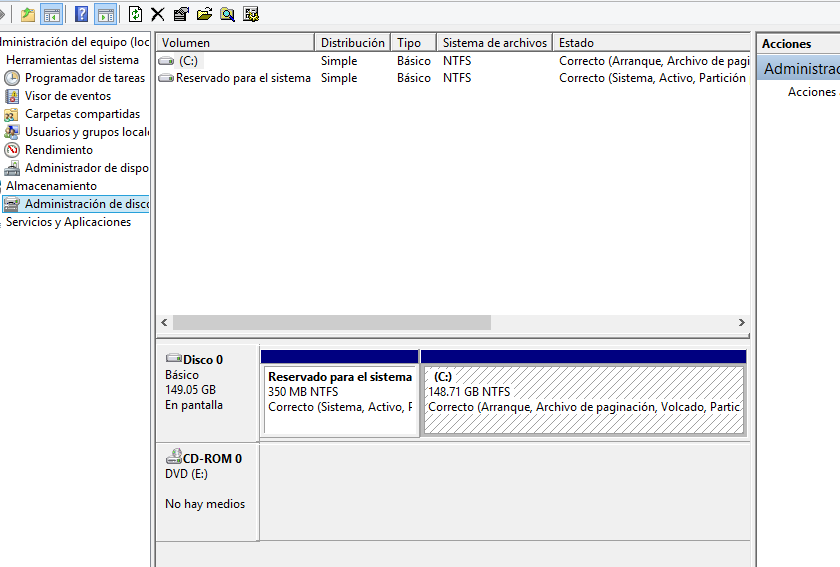 ministración del equipo (loc
Herramientas del sistema
Programador de tareas
Visor de eventos
Carpetas compartidas
Usuarios y grupos locale
Rendimiento
Administrador de dispo
Almacenamiento
Administración de disco
Servicios y Aplicaciones
Volumen Distribución Tipo Sistema de archivos Estado
(C:) Simple Básico NTFS Correcto (Arranque, Archivo de pagi
Reservado para el sistema Simple Básico NTFS Correcto (Sistema, Activo, Partición
Disco 0
Básico
149.05 GB
En pantalla
Reservado para el sistema
350 MB NTFS
Correcto (Sistema, Activo, P
(C:)
148.71 GB NTFS
Correcto (Arranque, Archivo de paginación, Volcado, Partic
CD-ROM 0
DVD (E:)
No hay medios
Acciones
Administrac
Acciones a